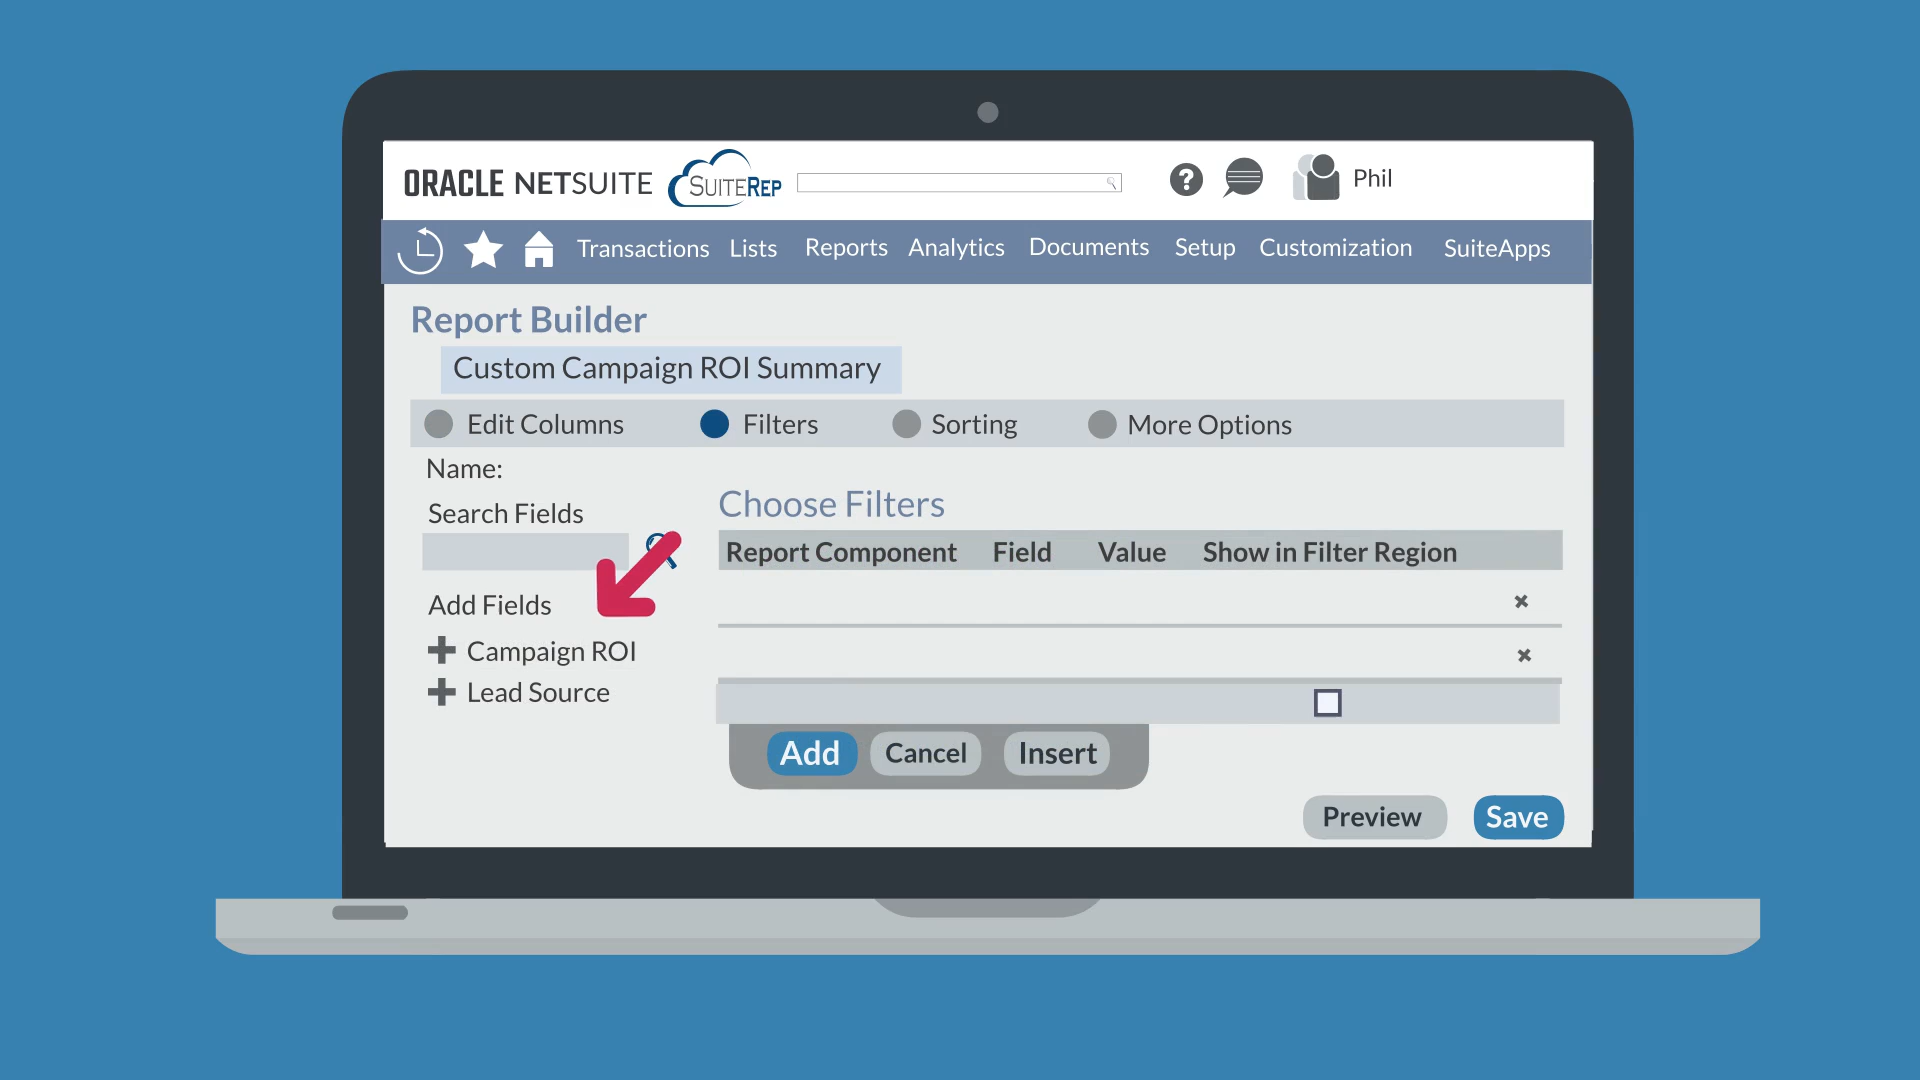 ORACLE NETSUITE SUITEREP ? Phil
Transactions Lists Reports Analytics Documents Setup Customization SuiteApps
Report Builder
Custom Campaign ROI Summary
Edit Columns Filters Sorting More Options
Name:
Search Fields
Choose Filters
Report Component Field Value Show in Filter Region
Add Fields
Campaign ROI
Lead Source
Add Cancel Insert
Preview Save